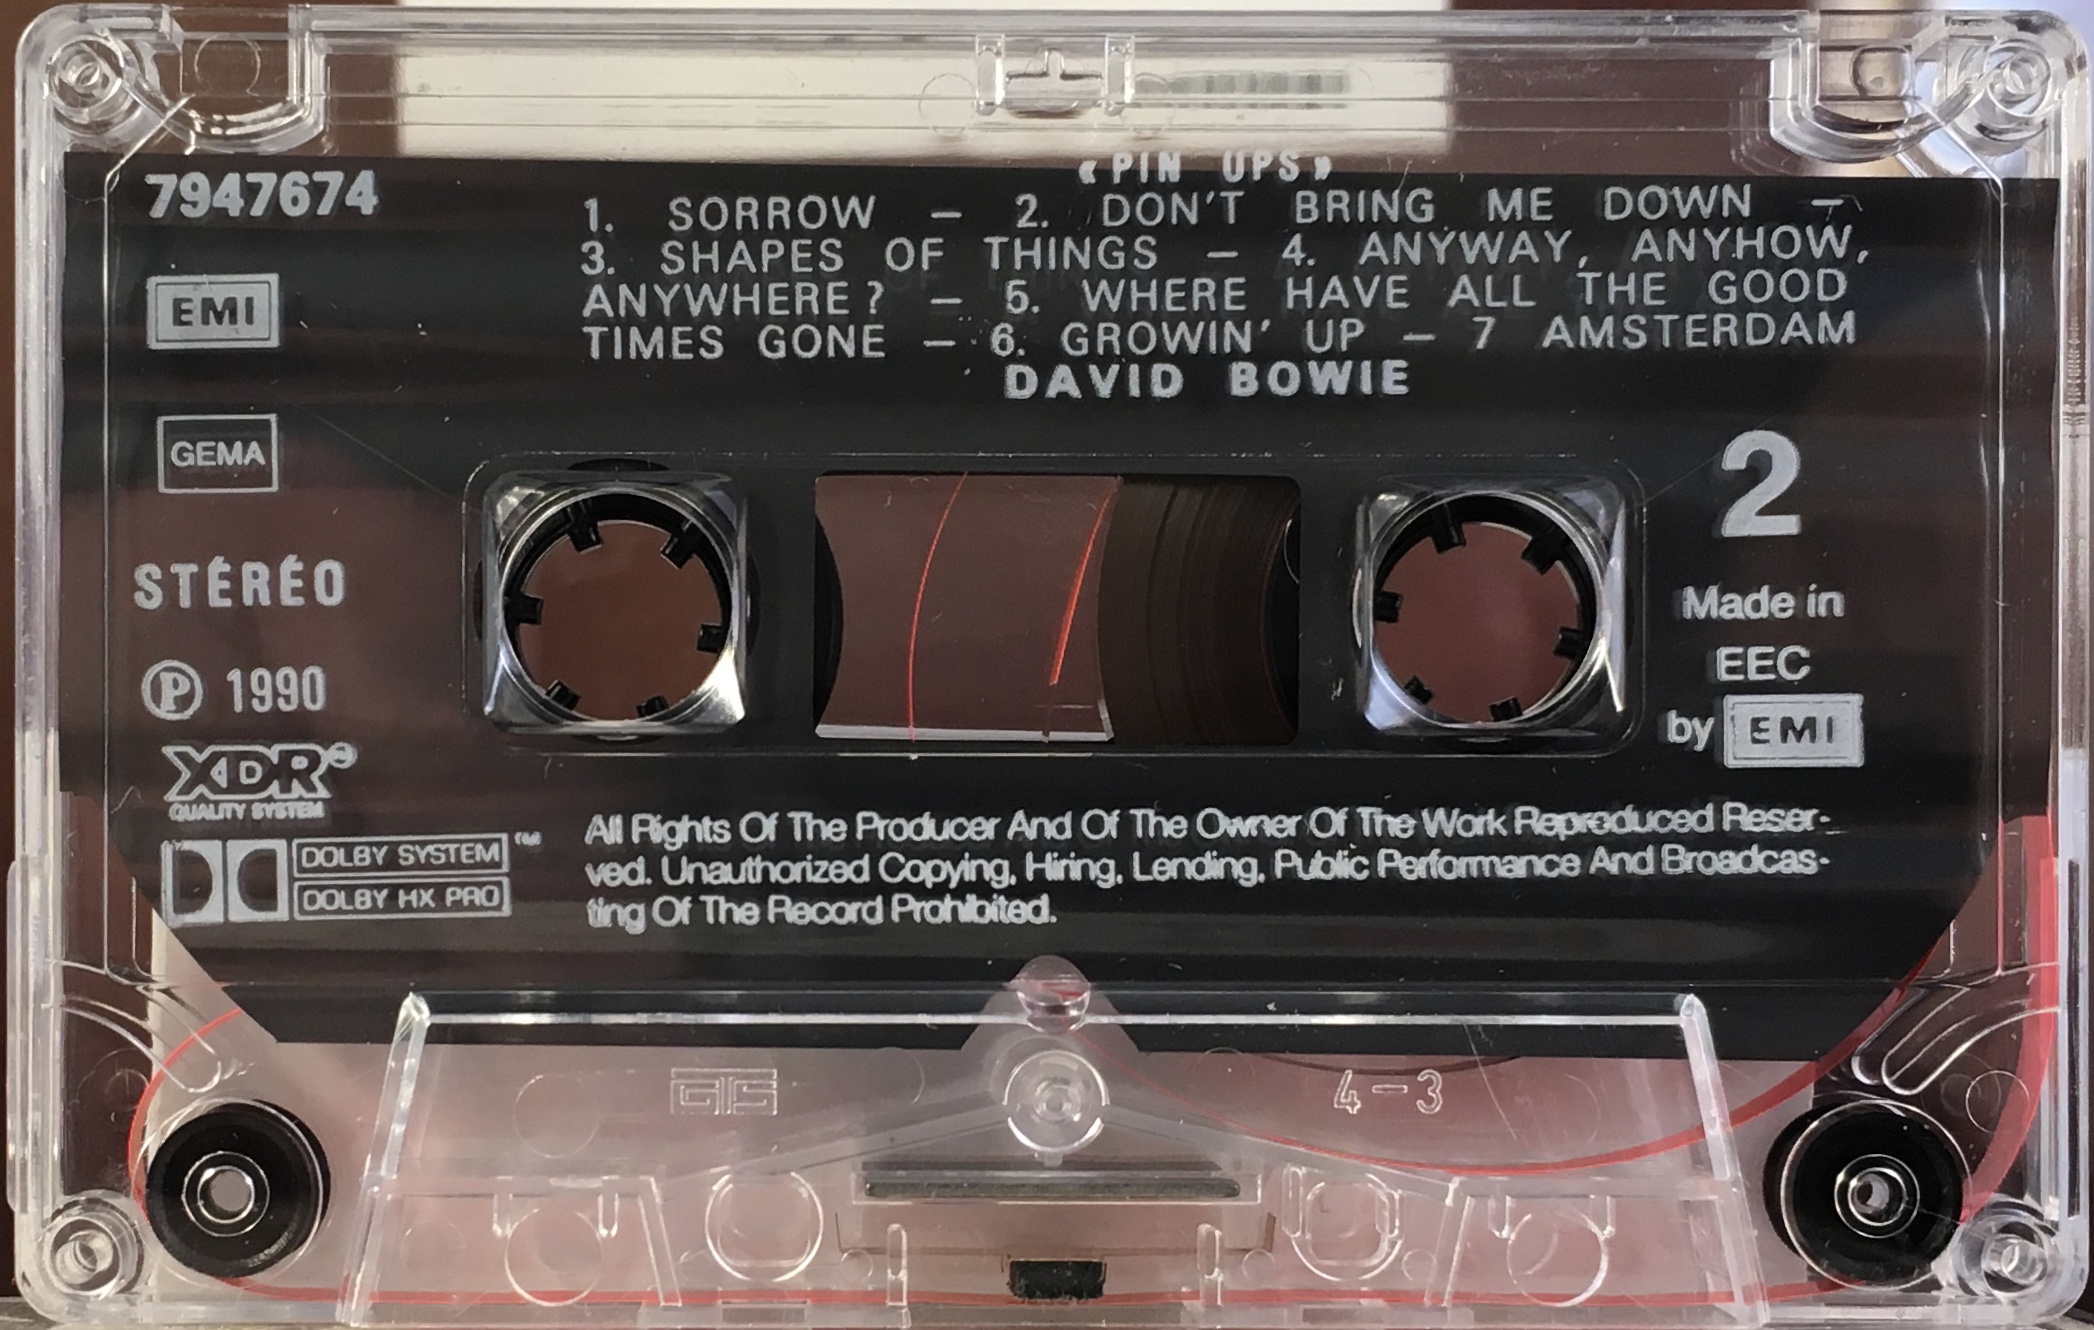 7947674
«PIN UPS»
1. SORROW — 2. DON'T BRING ME DOWN —
3. SHAPES OF THINGS — 4. ANYWAY, ANYHOW,
ANYWHERE? — 5. WHERE HAVE ALL THE GOOD
TIMES GONE — 6. GROWIN' UP — 7 AMSTERDAM
DAVID BOWIE
EMI
GEMA
STÉRÉO
℗ 1990
XDR
QUALITY SYSTEM
DOLBY SYSTEM ™
DOLBY HX PRO
2
Made in
EEC
by EMI
All Rights Of The Producer And Of The Owner Of The Work Reproduced Reser-
ved. Unauthorized Copying, Hiring, Lending, Public Performance And Broadcas-
ting Of The Record Prohibited.
GTS
4-3